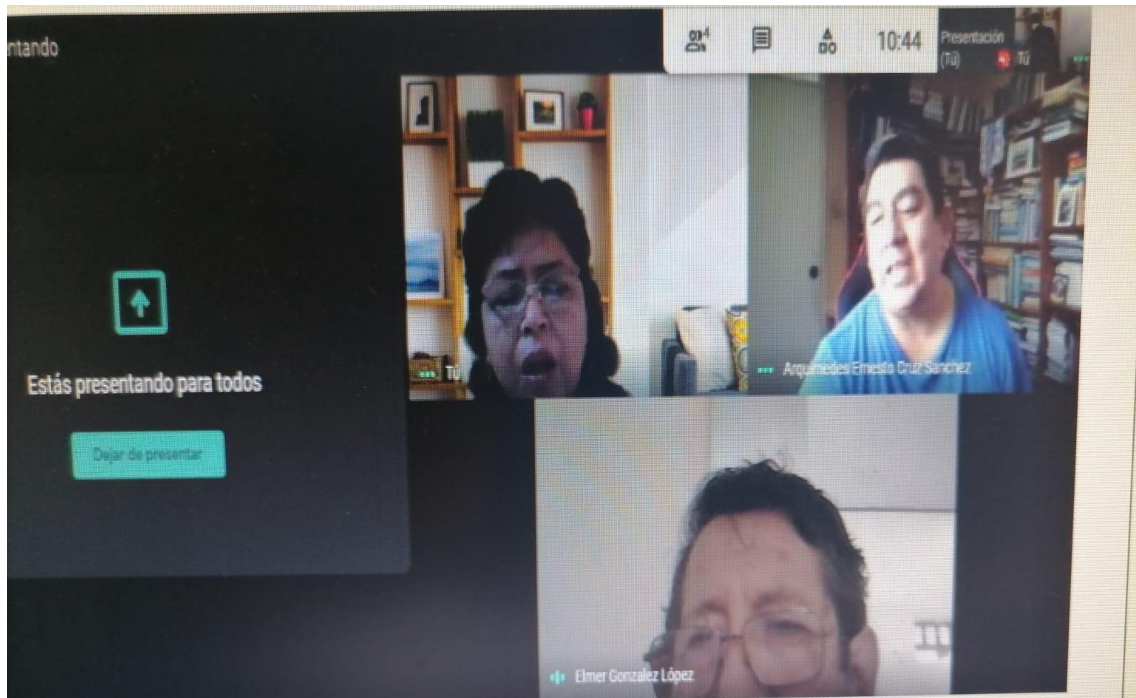 ntando
4
10:44
Presentación
(Tú)
Tú
Estás presentando para todos
Dejar de presentar
Tú
Arquimedes Ernesto Cruz Sanchez
Elmer Gonzalez López